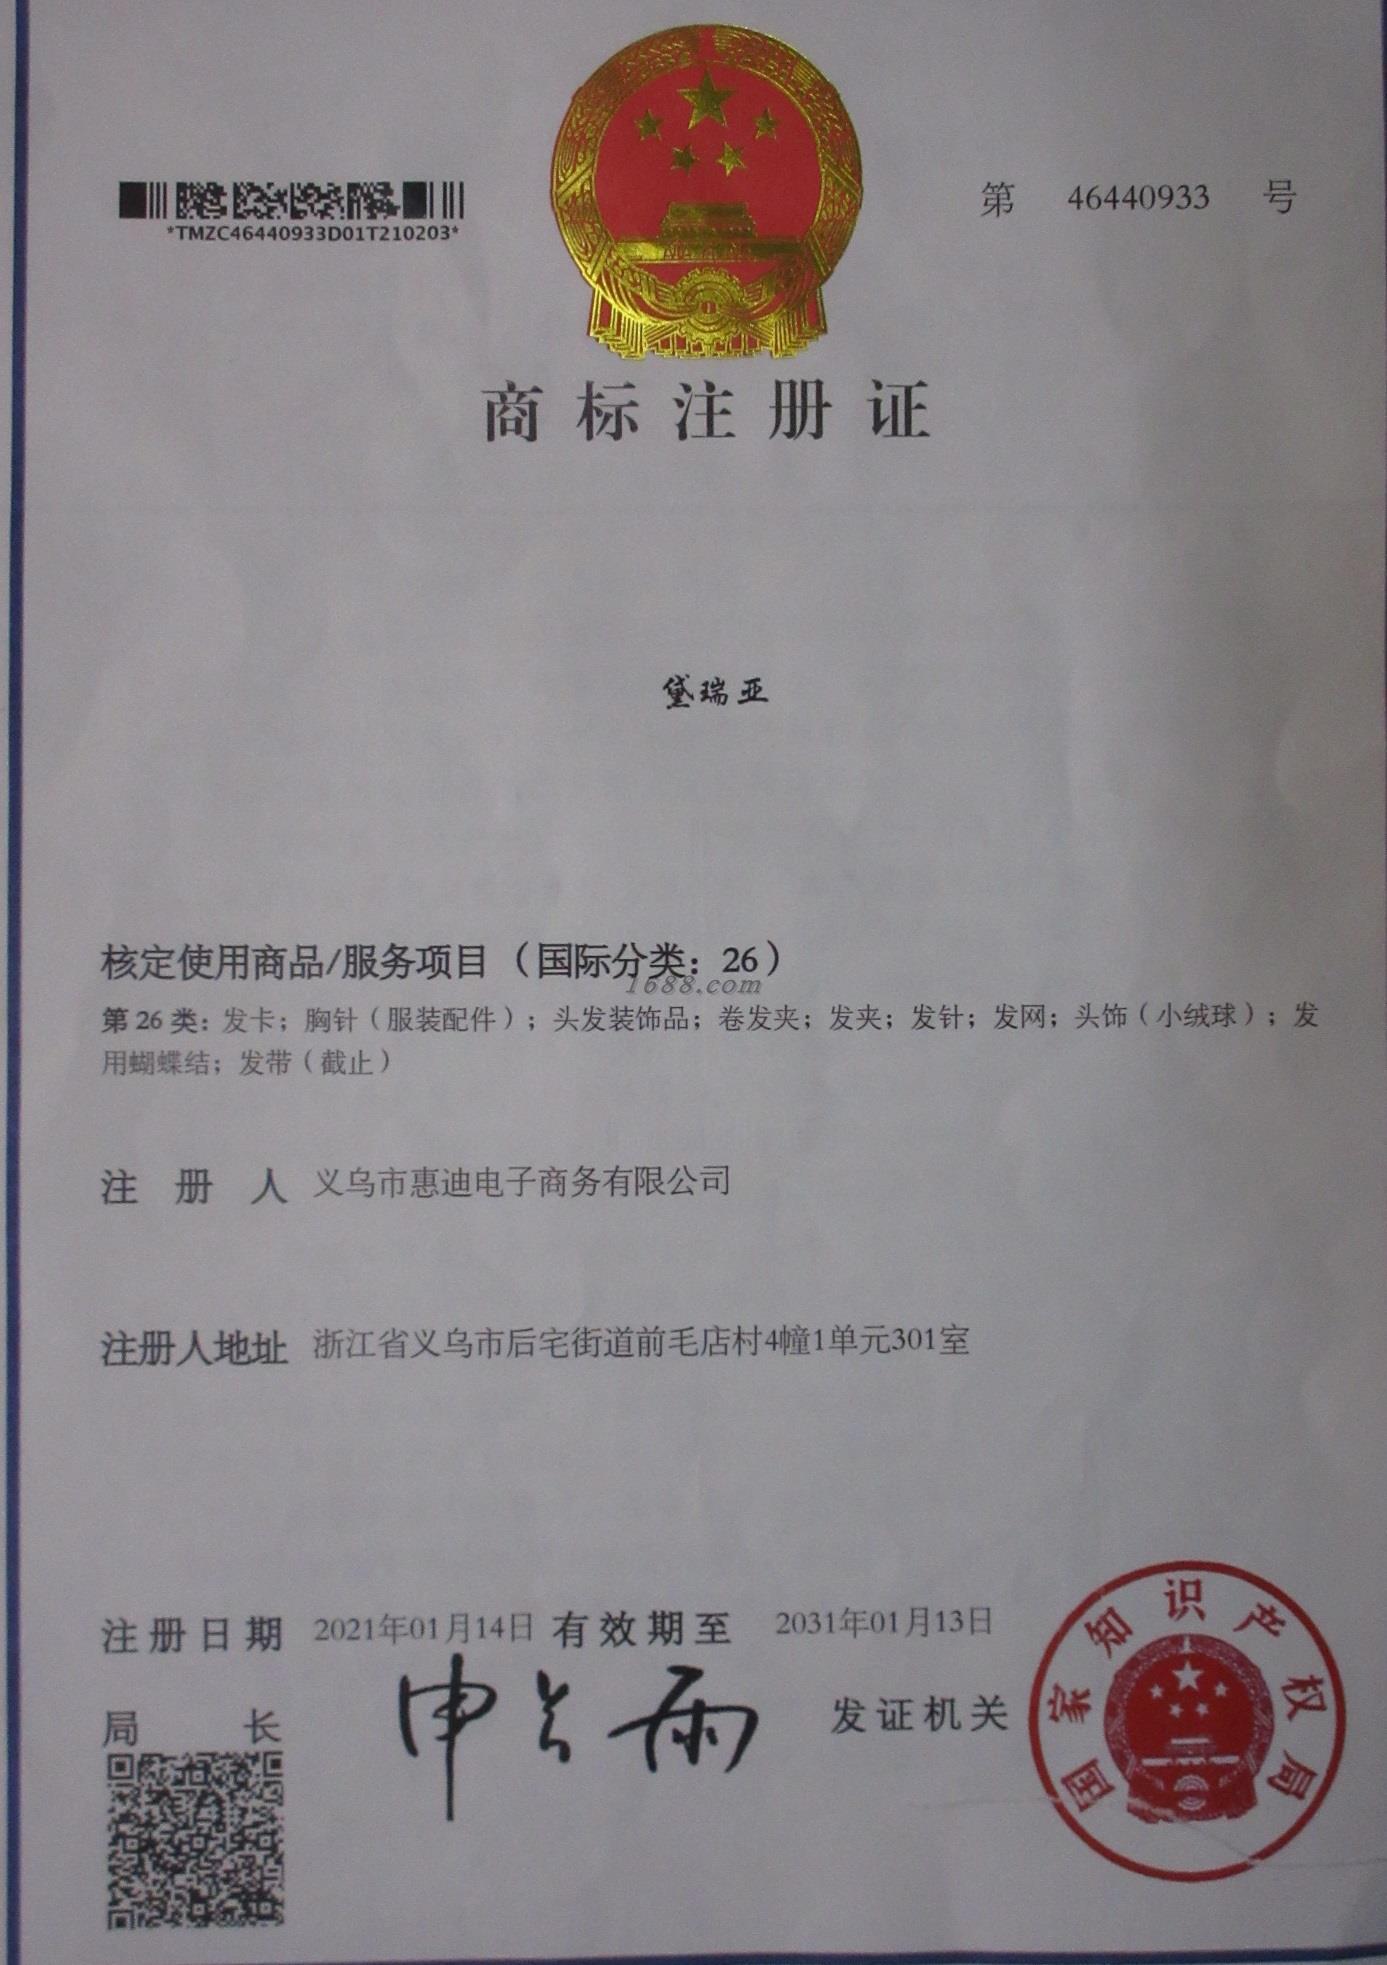 *TMZC46440933D01T210203*
第 46440933 号
商标注册证
黛瑞亚
核定使用商品/服务项目（国际分类：26）
1688.com
第 26 类：发卡；胸针（服装配件）；头发装饰品；卷发夹；发夹；发针；发网；头饰（小绒球）；发
用蝴蝶结；发带（截止）
注册人 义乌市惠迪电子商务有限公司
注册人地址 浙江省义乌市后宅街道前毛店村4幢1单元301室
注册日期 2021年01月14日 有效期至 2031年01月13日
局长 申长雨 发证机关
国家知识产权局